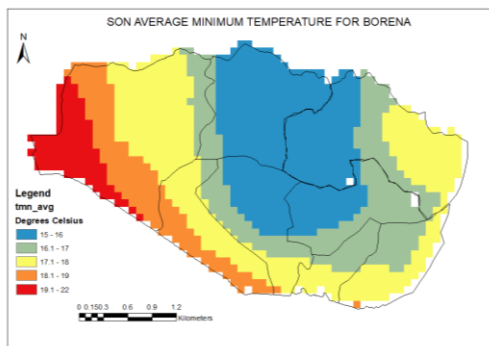 SON AVERAGE MINIMUM TEMPERATURE FOR BORENA
N
Legend
tmn_avg
Degrees Celsius
15 - 16
16.1 - 17
17.1 - 18
18.1 - 19
19.1 - 22
0 0.150.3 0.6 0.9 1.2
Kilometers